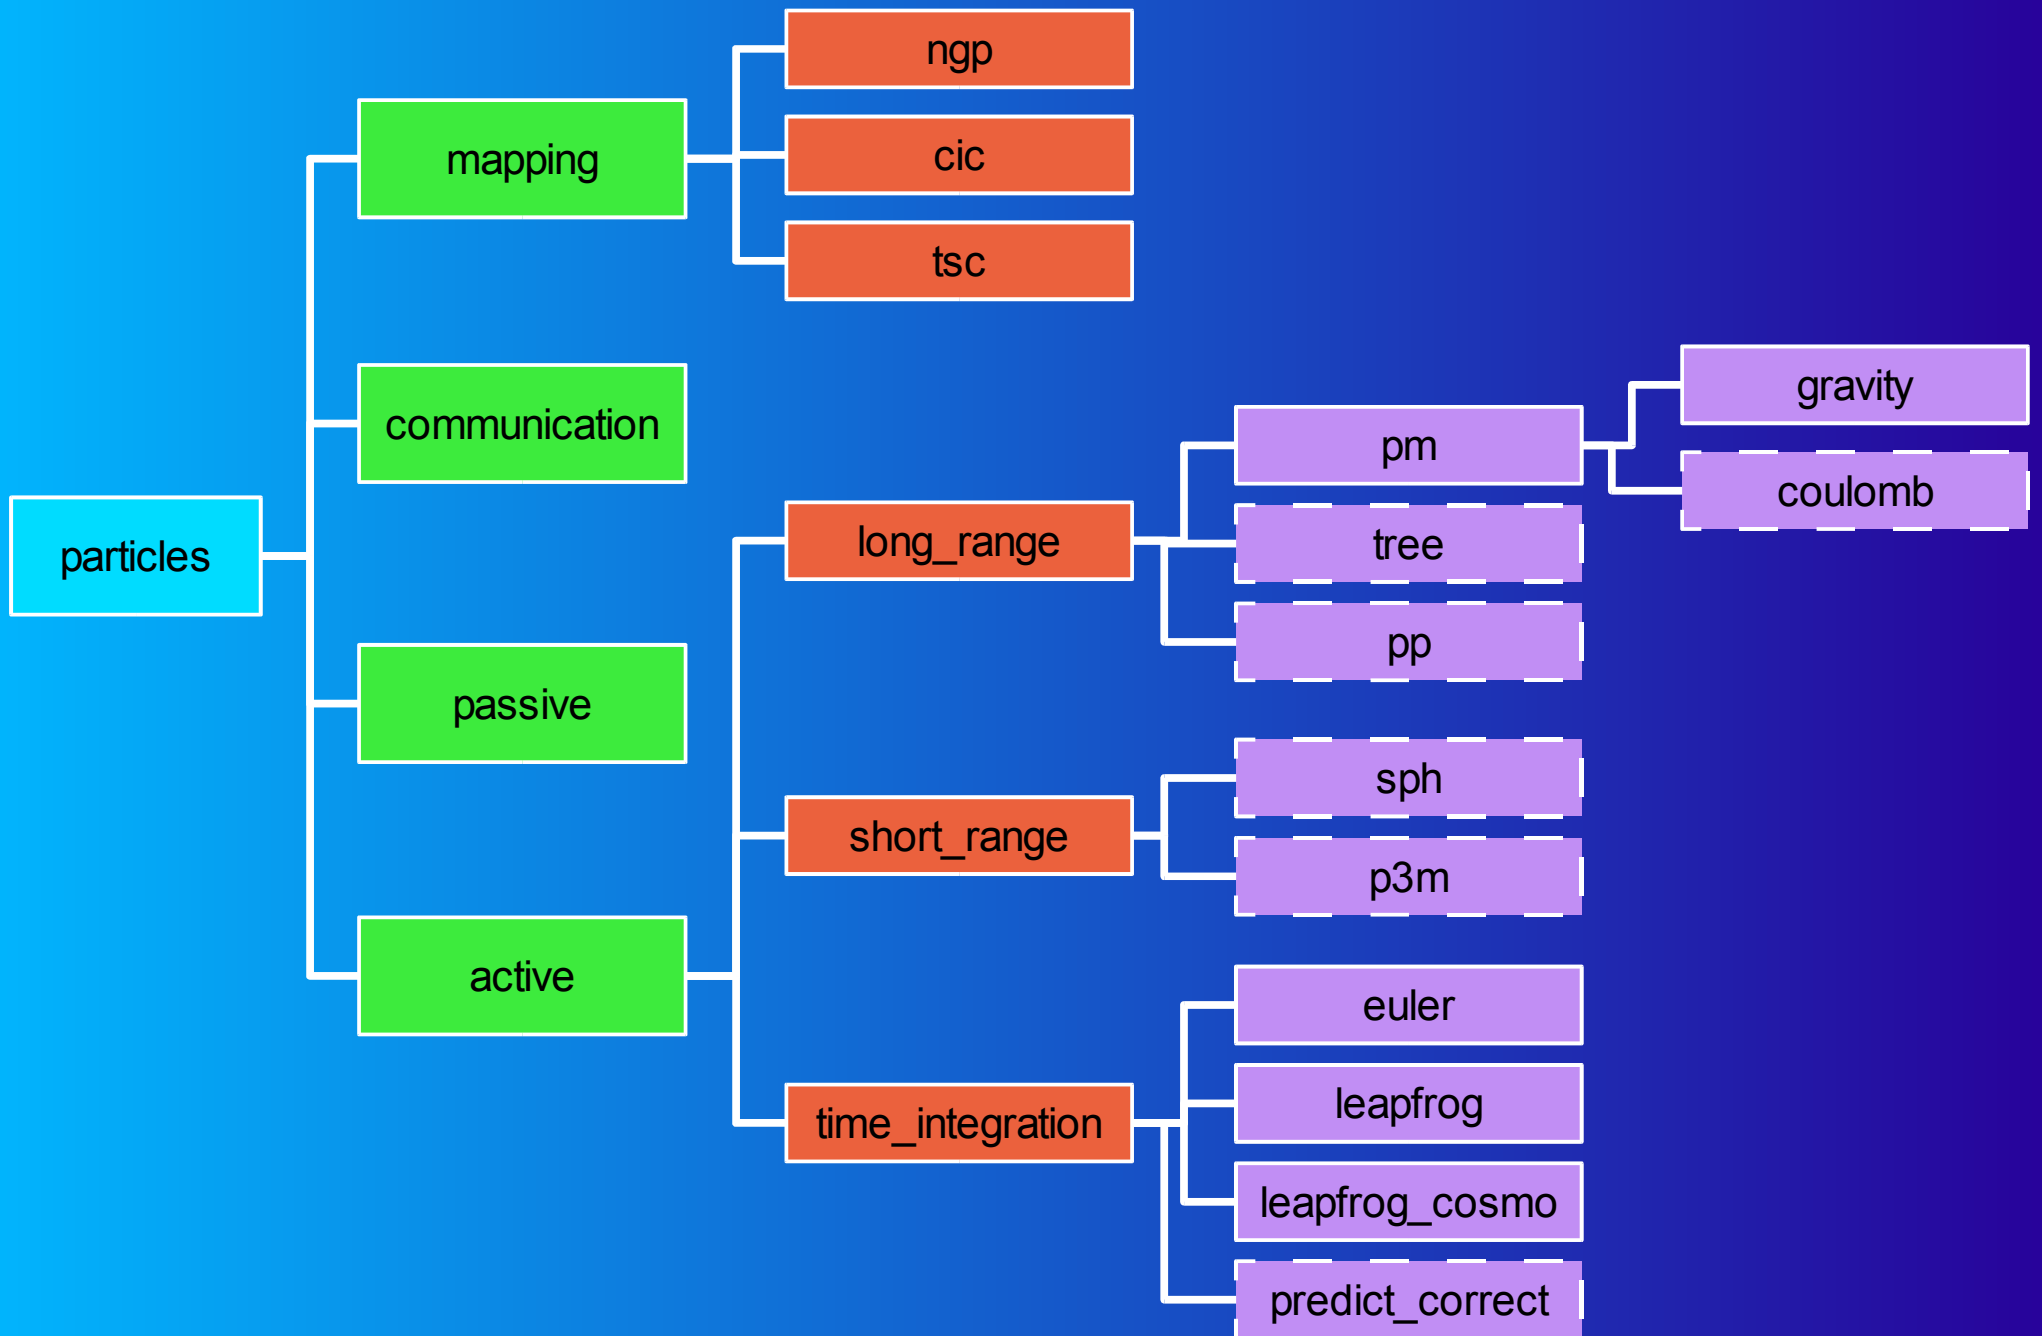 particles
mapping
communication
passive
active
ngp
cic
tsc
long_range
short_range
time_integration
pm
tree
pp
sph
p3m
euler
leapfrog
leapfrog_cosmo
predict_correct
gravity
coulomb